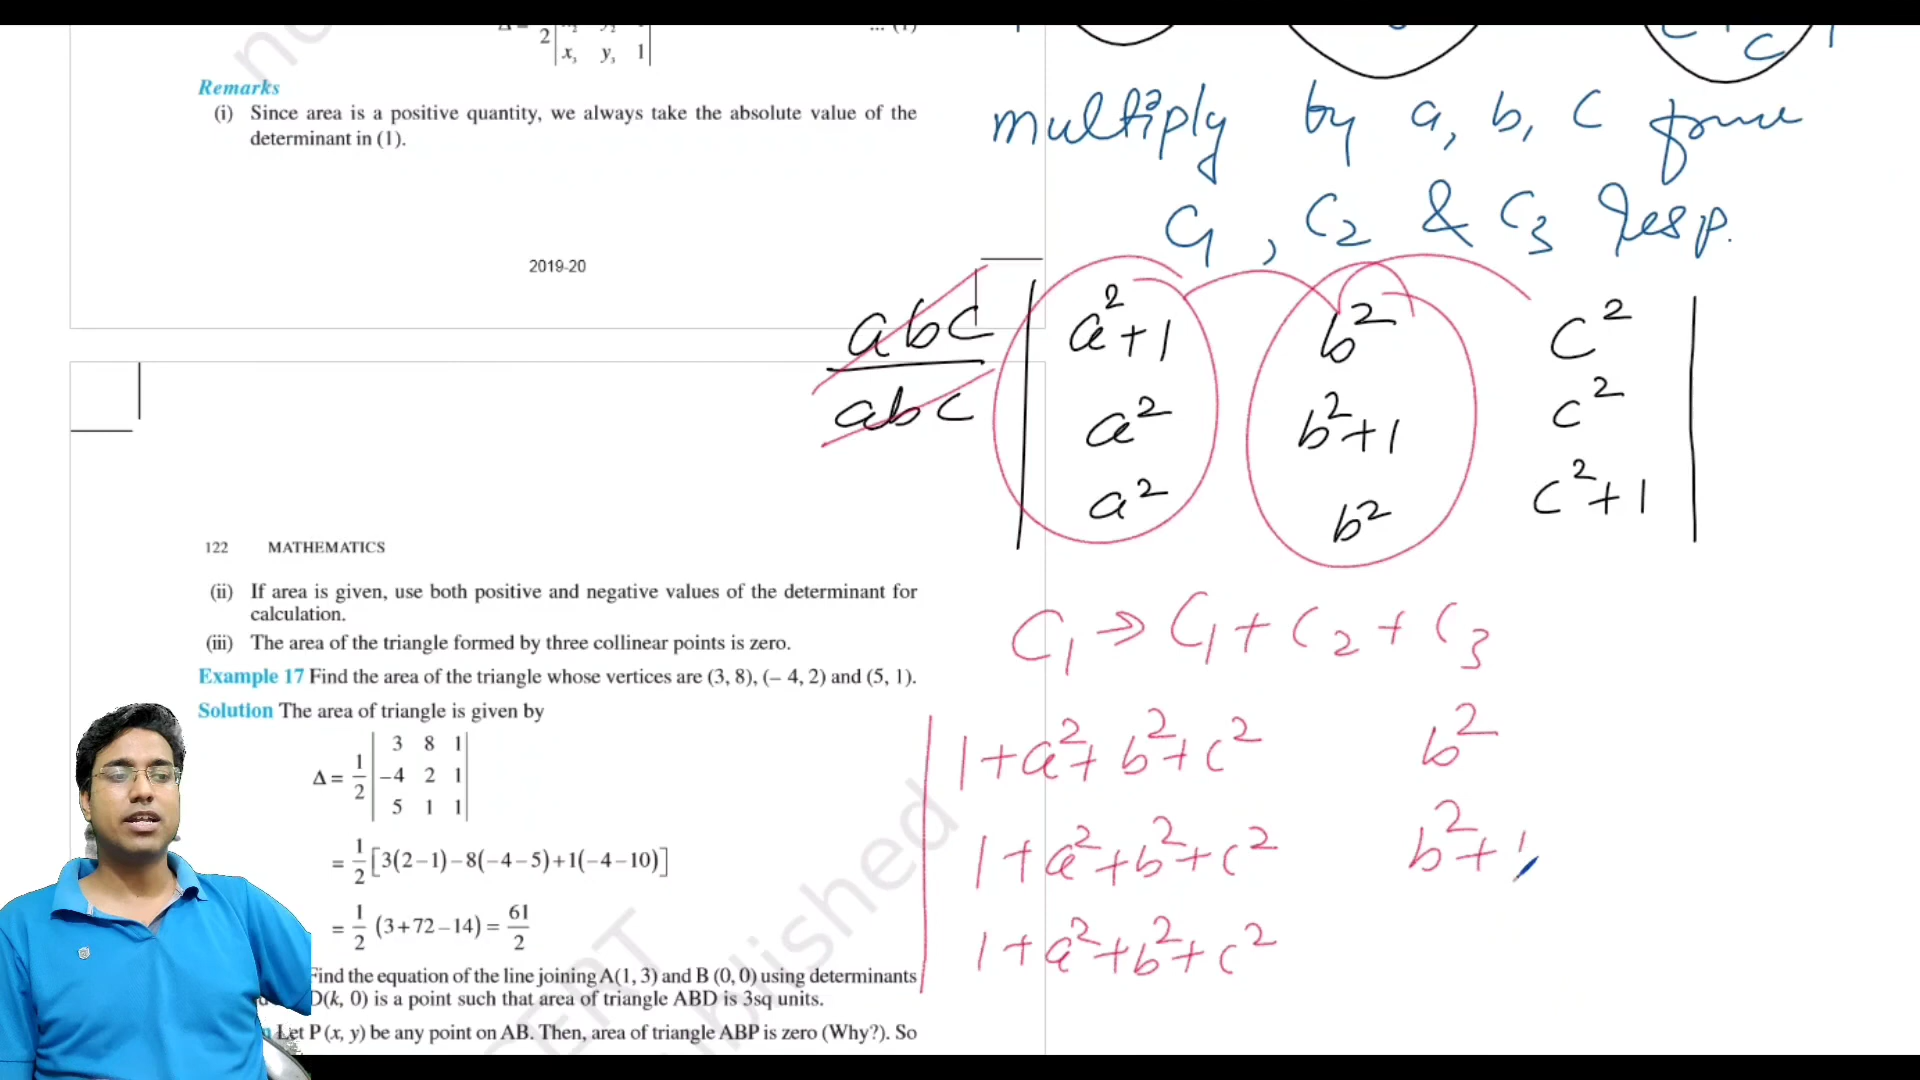 2 | x, y, 1 |
Remarks
(i) Since area is a positive quantity, we always take the absolute value of the
determinant in (1).
2019-20
122 MATHEMATICS
(ii) If area is given, use both positive and negative values of the determinant for
calculation.
(iii) The area of the triangle formed by three collinear points is zero.
Example 17 Find the area of the triangle whose vertices are (3, 8), (– 4, 2) and (5, 1).
Solution The area of triangle is given by
Δ = 1/2 | 3 8 1 |
| –4 2 1 |
| 5 1 1 |
= 1/2 [3(2–1)–8(–4–5)+1(–4–10)]
= 1/2 (3+72–14) = 61/2
Find the equation of the line joining A(1, 3) and B (0, 0) using determinants
D(k, 0) is a point such that area of triangle ABD is 3sq units.
Let P (x, y) be any point on AB. Then, area of triangle ABP is zero (Why?). So
multiply by a, b, c
C₁, C₂ & C₃ resp.
abc/abc | a²+1 b² c² |
| a² b²+1 c² |
| a² b² c²+1 |
C₁ → C₁ + C₂ + C₃
| 1+a²+b²+c² b²
| 1+a²+b²+c² b²+1
| 1+a²+b²+c²